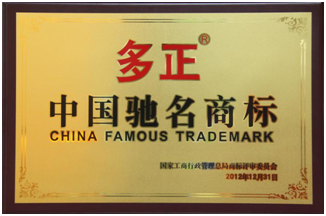 多正®
中国驰名商标
CHINA FAMOUS TRADEMARK
国家工商行政管理总局商标评审委员会
2012年12月31日